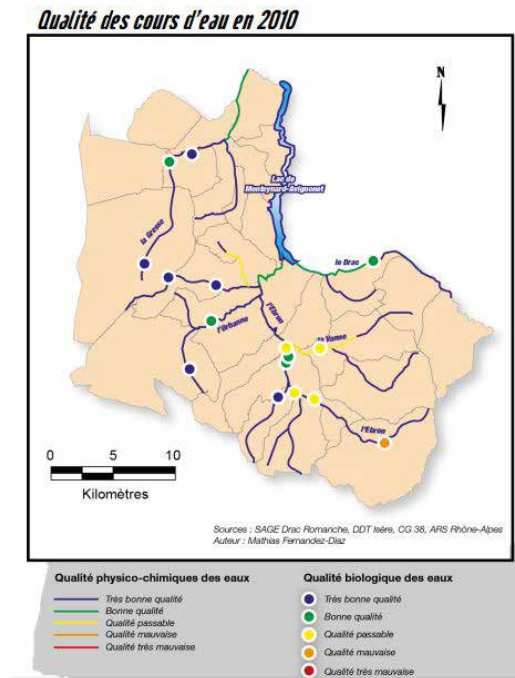 Qualité des cours d'eau en 2010
N
Lac de
Monteynard-Avignonet
la Gresse
le Drac
l'Ebron
l'Orbanne
la Vanne
l'Ebron
0 5 10
Kilomètres
Sources : SAGE Drac Romanche, DDT Isère, CG 38, ARS Rhône-Alpes
Auteur : Mathias Fernandez-Diaz
Qualité physico-chimiques des eaux
Très bonne qualité
Bonne qualité
Qualité passable
Qualité mauvaise
Qualité très mauvaise
Qualité biologique des eaux
Très bonne qualité
Bonne qualité
Qualité passable
Qualité mauvaise
Qualité très mauvaise